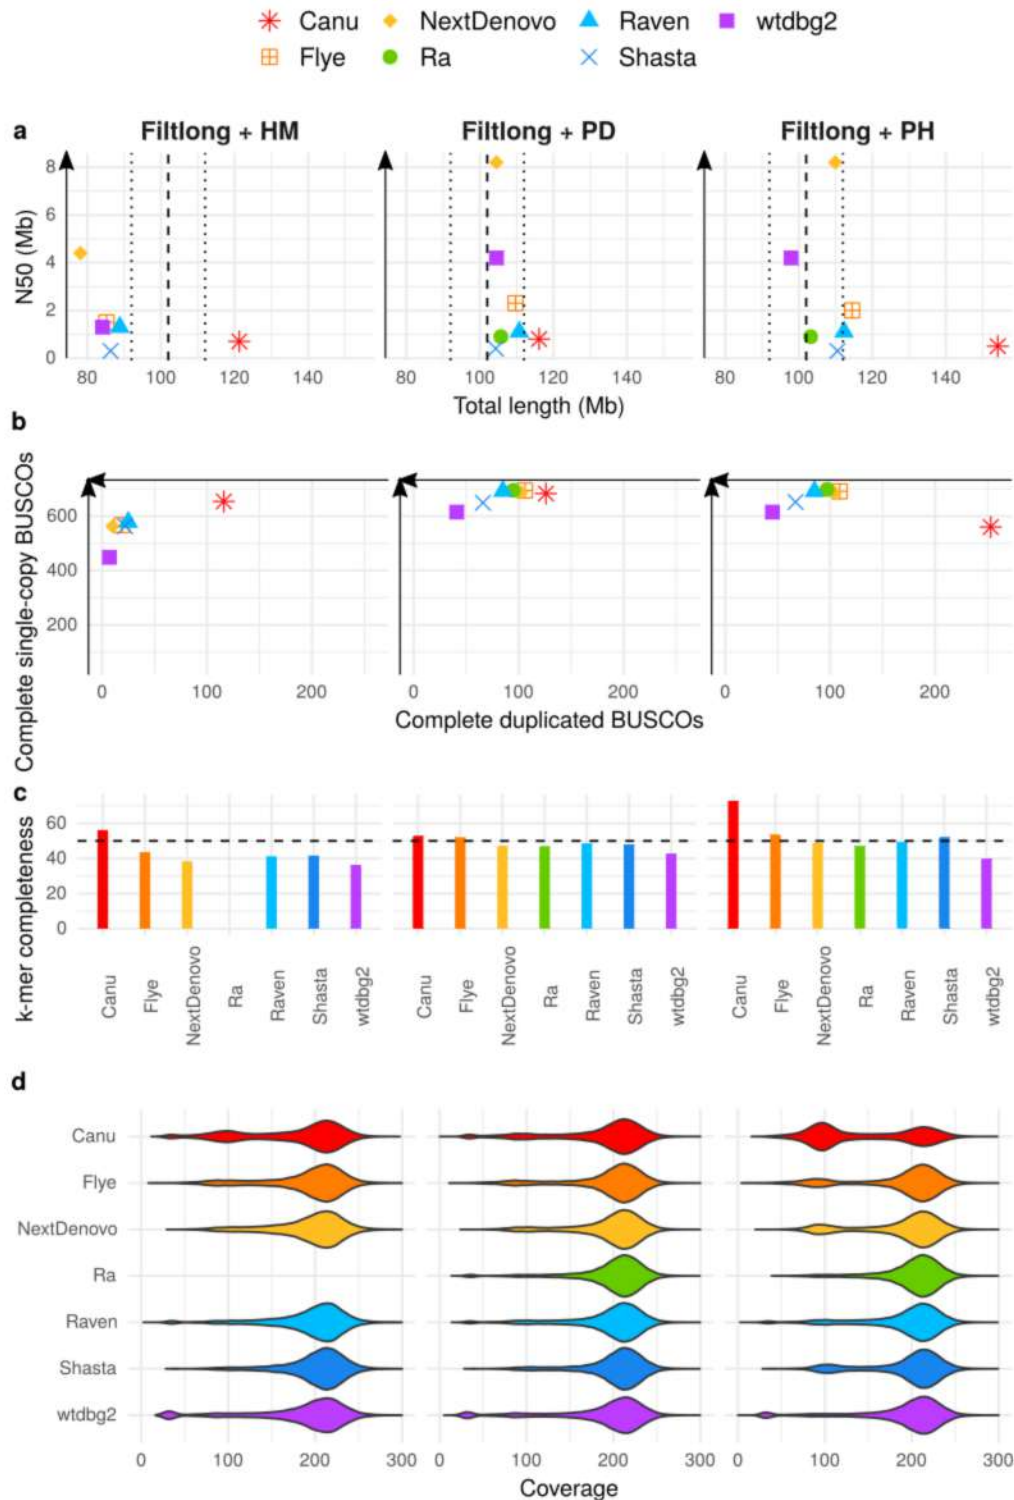 Canu NextDenovo Raven wtdbg2
Flye Ra Shasta
a
Filtlong + HM Filtlong + PD Filtlong + PH
N50 (Mb)
8
6
4
2
0
80 100 120 140 80 100 120 140 80 100 120 140
Total length (Mb)
b
Complete single-copy BUSCOs
600
400
200
0 100 200 0 100 200 0 100 200
Complete duplicated BUSCOs
c
k-mer completeness
60
40
20
0
Canu Flye NextDenovo Ra Raven Shasta wtdbg2 Canu Flye NextDenovo Ra Raven Shasta wtdbg2 Canu Flye NextDenovo Ra Raven Shasta wtdbg2
d
Canu
Flye
NextDenovo
Ra
Raven
Shasta
wtdbg2
0 100 200 300 0 100 200 300 0 100 200 300
Coverage